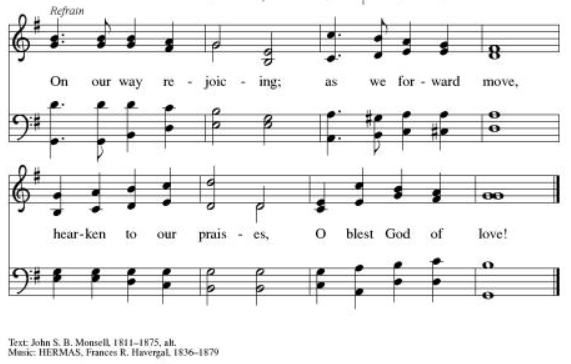 Refrain
On our way re - joic - ing; as we for - ward move,
hear - ken to our prais - es, O blest God of love!
Text: John S. B. Monsell, 1811–1875, alt.
Music: HERMAS, Frances R. Havergal, 1836–1879